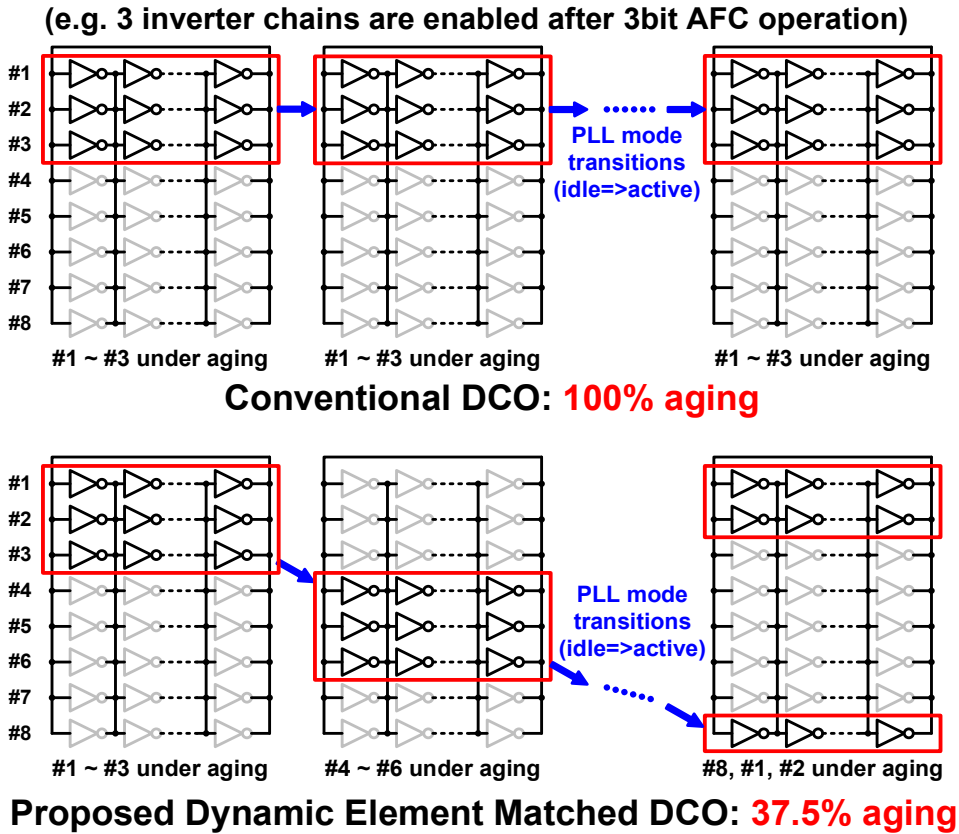 (e.g. 3 inverter chains are enabled after 3bit AFC operation)
#1
#2
#3
#4
#5
#6
#7
#8
PLL mode
transitions
(idle=>active)
#1 ~ #3 under aging
#1 ~ #3 under aging
#1 ~ #3 under aging
Conventional DCO: 100% aging
#1
#2
#3
#4
#5
#6
#7
#8
PLL mode
transitions
(idle=>active)
#1 ~ #3 under aging
#4 ~ #6 under aging
#8, #1, #2 under aging
Proposed Dynamic Element Matched DCO: 37.5% aging